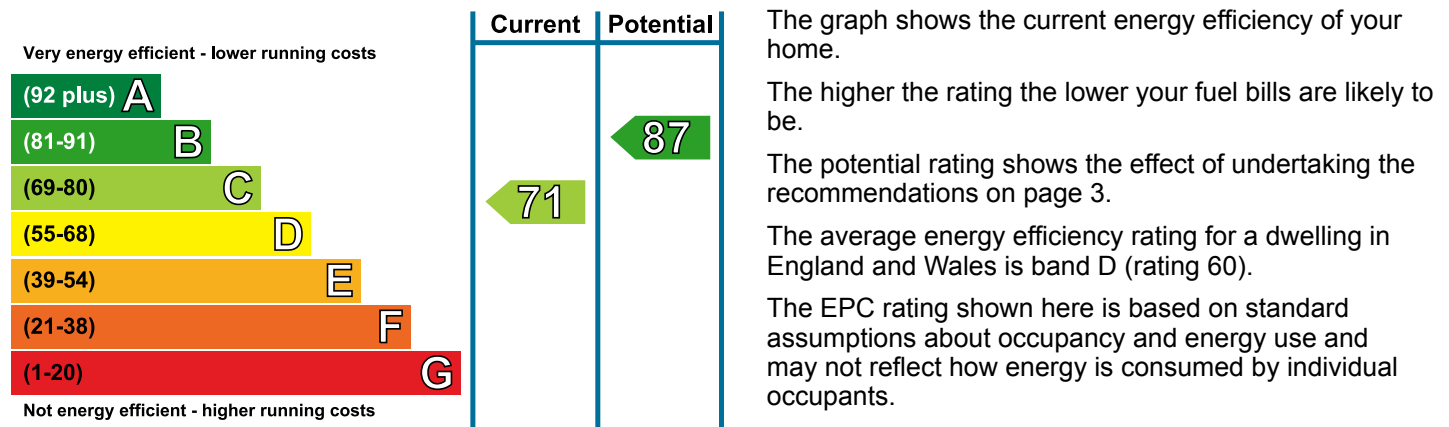 Very energy efficient - lower running costs
Current Potential
(92 plus) A
(81-91) B
87
(69-80) C
71
(55-68) D
(39-54) E
(21-38) F
(1-20) G
Not energy efficient - higher running costs
The graph shows the current energy efficiency of your
home.
The higher the rating the lower your fuel bills are likely to
be.
The potential rating shows the effect of undertaking the
recommendations on page 3.
The average energy efficiency rating for a dwelling in
England and Wales is band D (rating 60).
The EPC rating shown here is based on standard
assumptions about occupancy and energy use and
may not reflect how energy is consumed by individual
occupants.